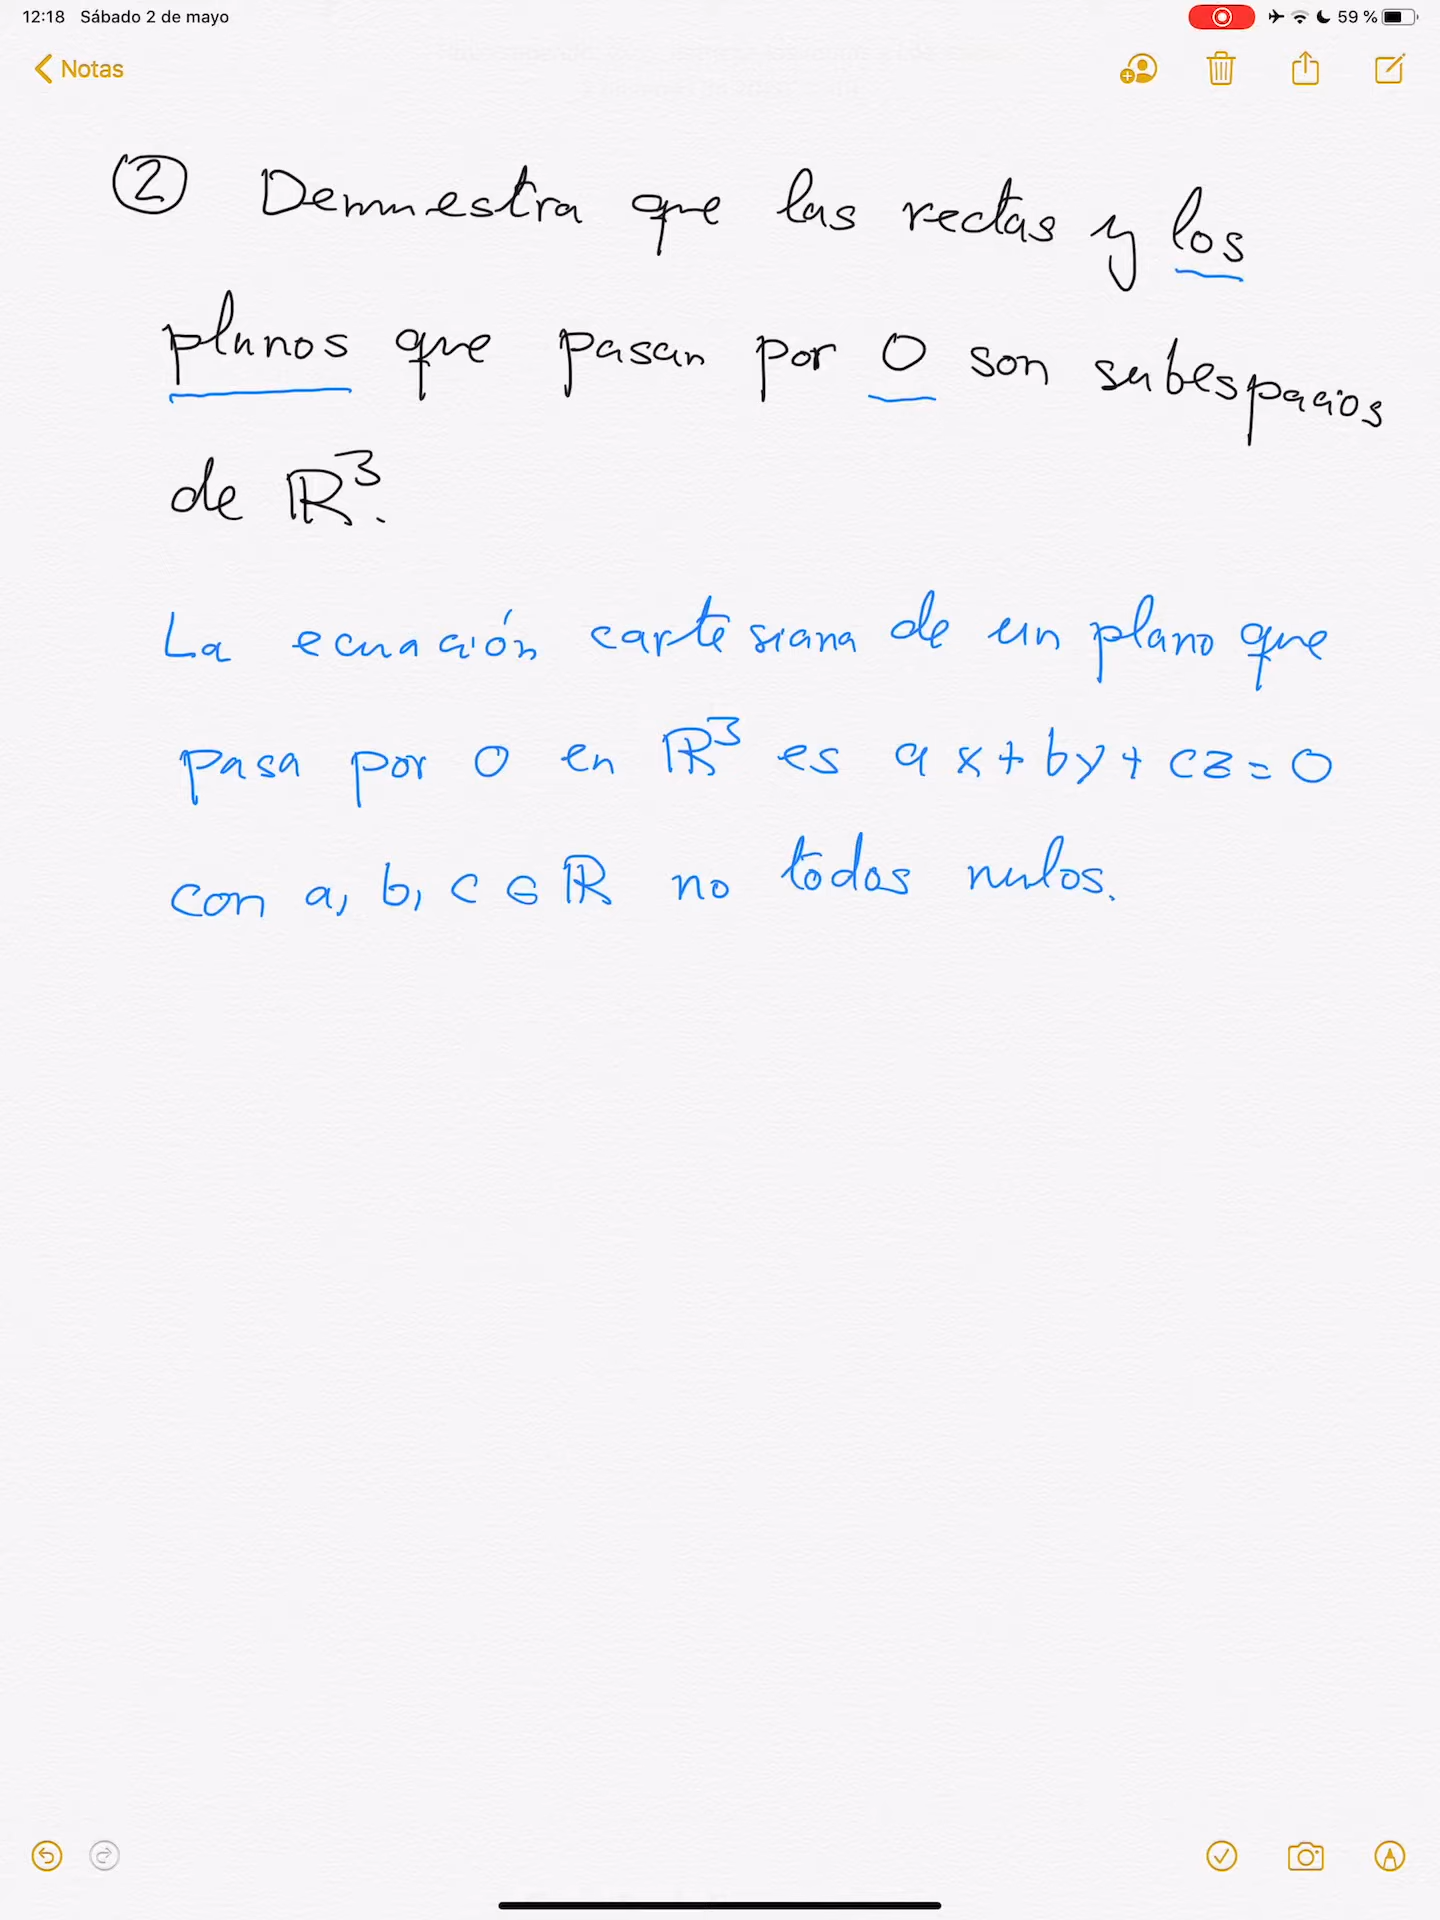 12:18 Sábado 2 de mayo 59 %
Notas
2 Demuestra que las rectas y los
planos que pasan por 0 son subespacios
de ℝ³.
La ecuación cartesiana de un plano que
pasa por 0 en ℝ³ es ax+by+cz=0
con a, b, c ∈ ℝ no todos nulos.